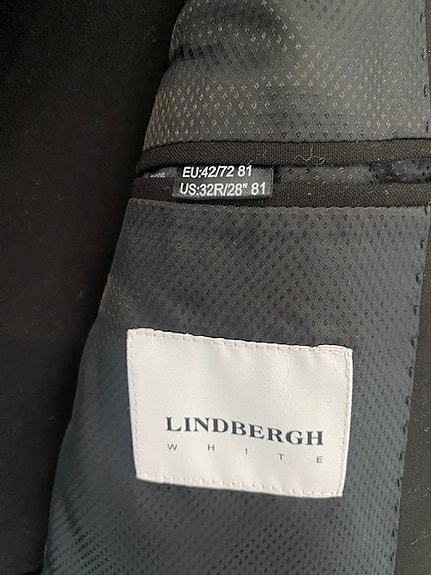 EU:42/72 81
US:32R/28" 81
LINDBERGH
WHITE